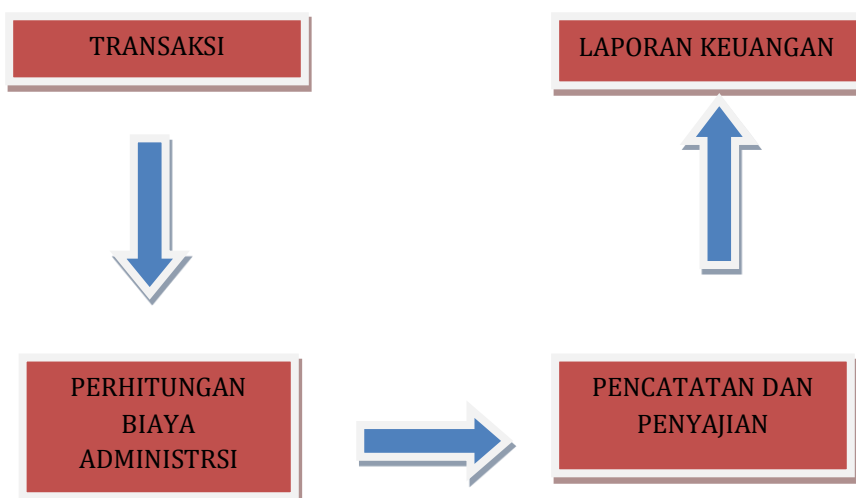 TRANSAKSI
LAPORAN KEUANGAN
PERHITUNGAN
BIAYA
ADMINISTRSI
PENCATATAN DAN
PENYAJIAN